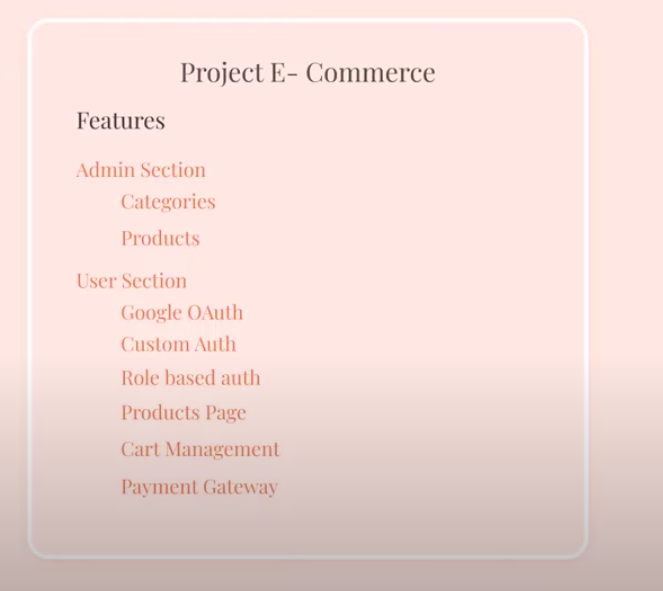 Project E- Commerce
Features
Admin Section
Categories
Products
User Section
Google OAuth
Custom Auth
Role based auth
Products Page
Cart Management
Payment Gateway